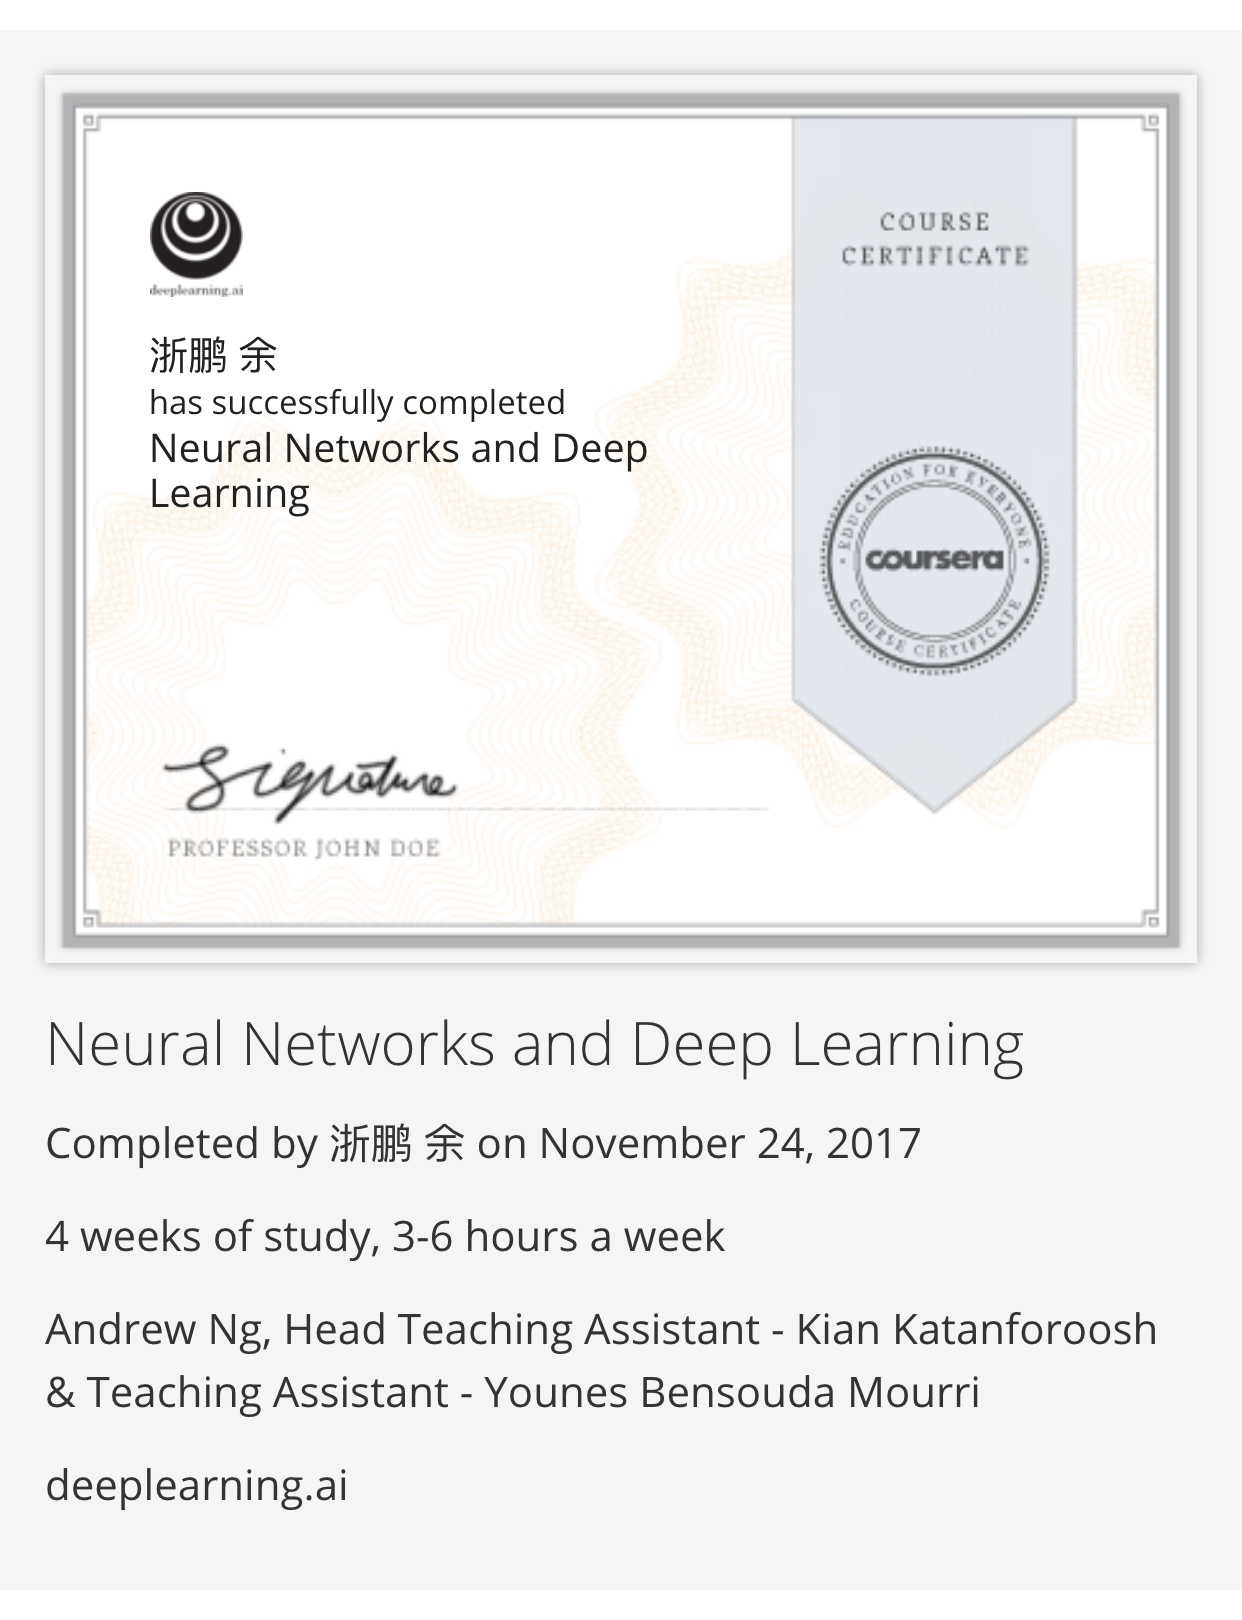 deeplearning.ai
COURSE
CERTIFICATE
浙鹏 余
has successfully completed
Neural Networks and Deep
Learning
EDUCATION FOR EVERYONE
coursera
COURSE CERTIFICATE
Signature
PROFESSOR JOHN DOE
Neural Networks and Deep Learning
Completed by 浙鹏 余 on November 24, 2017
4 weeks of study, 3-6 hours a week
Andrew Ng, Head Teaching Assistant - Kian Katanforoosh
& Teaching Assistant - Younes Bensouda Mourri
deeplearning.ai